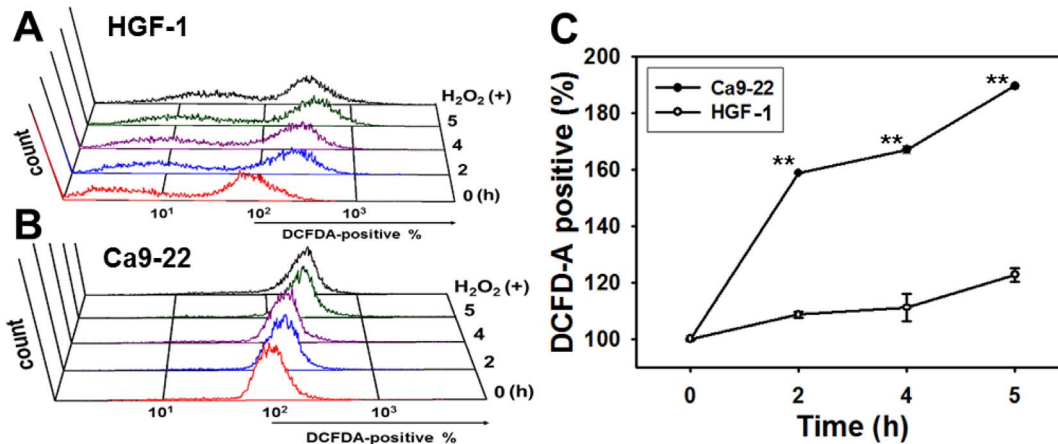 A
HGF-1
count
H₂O₂ (+)
5
4
2
0 (h)
10¹ 10² 10³
DCFDA-positive %
B
Ca9-22
count
H₂O₂ (+)
5
4
2
0 (h)
10¹ 10² 10³
DCFDA-positive %
C
DCFD-A positive (%)
200
180
160
140
120
100
Ca9-22
HGF-1
**
**
**
0 2 4 5
Time (h)